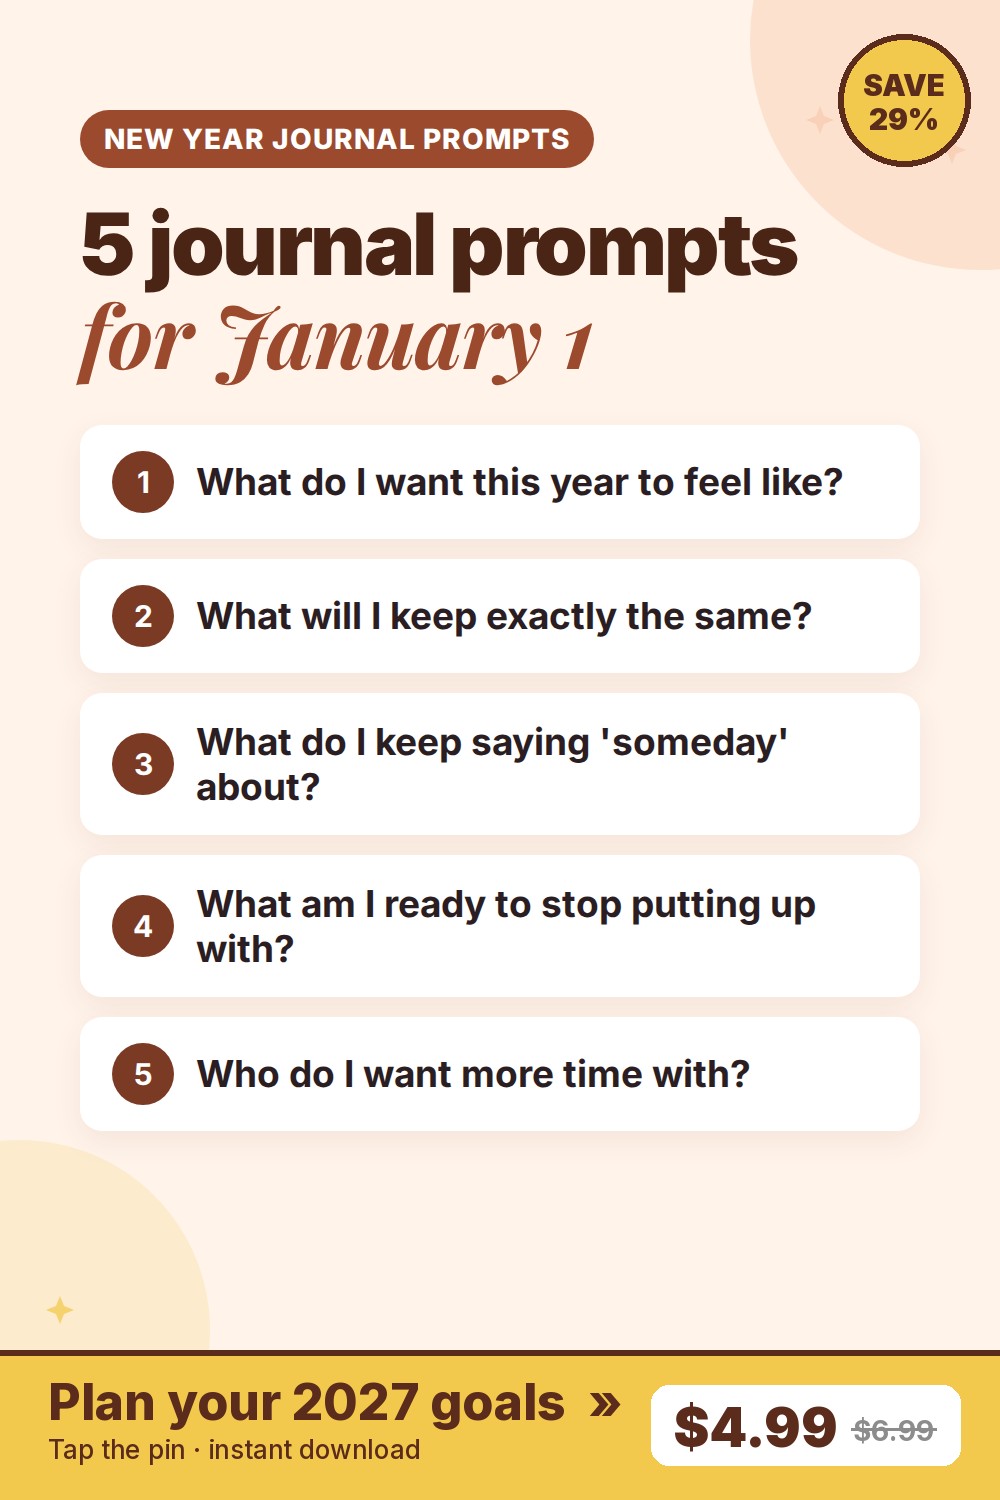 SAVE
29%
NEW YEAR JOURNAL PROMPTS
5 journal prompts
for January 1
1 What do I want this year to feel like?
2 What will I keep exactly the same?
3 What do I keep saying 'someday'
about?
4 What am I ready to stop putting up
with?
5 Who do I want more time with?
Plan your 2027 goals »
Tap the pin · instant download
$4.99 $6.99